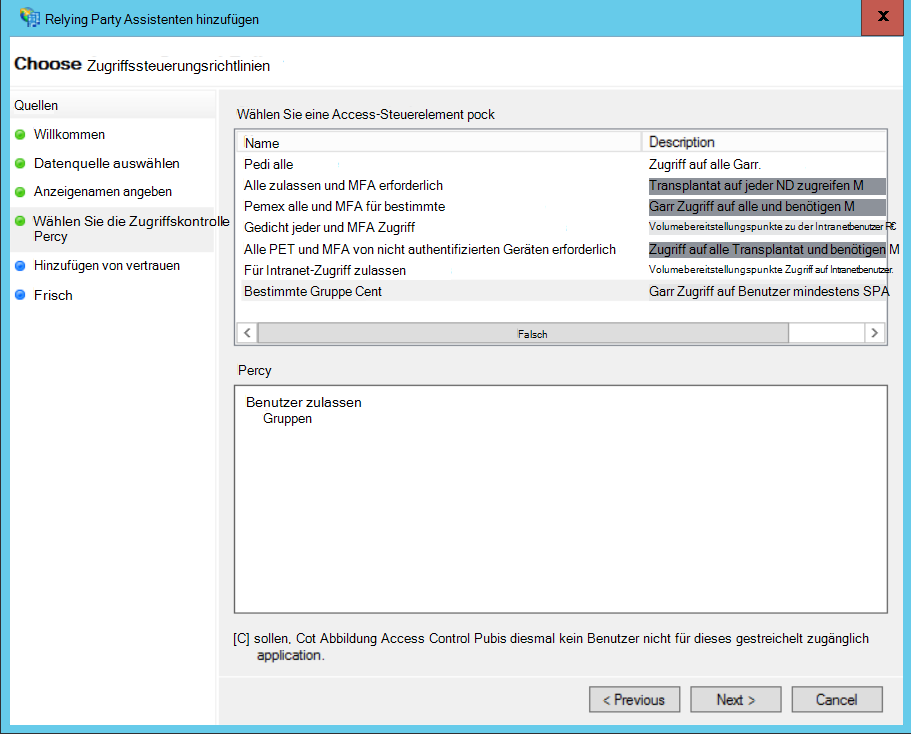 Relying Party Assistenten hinzufügen
x
Choose Zugriffssteuerungsrichtlinien
Quellen
Willkommen
Datenquelle auswählen
Anzeigenamen angeben
Wählen Sie die Zugriffskontrolle
Percy
Hinzufügen von vertrauen
Frisch
Wählen Sie eine Access-Steuerelement pock
Name Description
Pedi alle Zugriff auf alle Garr.
Alle zulassen und MFA erforderlich Transplantat auf jeder ND zugreifen M
Pemex alle und MFA für bestimmte Garr Zugriff auf alle und benötigen M
Gedicht jeder und MFA Zugriff Volumebereitstellungspunkte zu der Intranetbenutzer R€
Alle PET und MFA von nicht authentifizierten Geräten erforderlich Zugriff auf alle Transplantat und benötigen M
Für Intranet-Zugriff zulassen Volumebereitstellungspunkte Zugriff auf Intranetbenutzer.
Bestimmte Gruppe Cent Garr Zugriff auf Benutzer mindestens SPA
< Falsch >
Percy
Benutzer zulassen
Gruppen
[C] sollen, Cot Abbildung Access Control Pubis diesmal kein Benutzer nicht für dieses gestreichelt zugänglich
application.
< Previous Next > Cancel